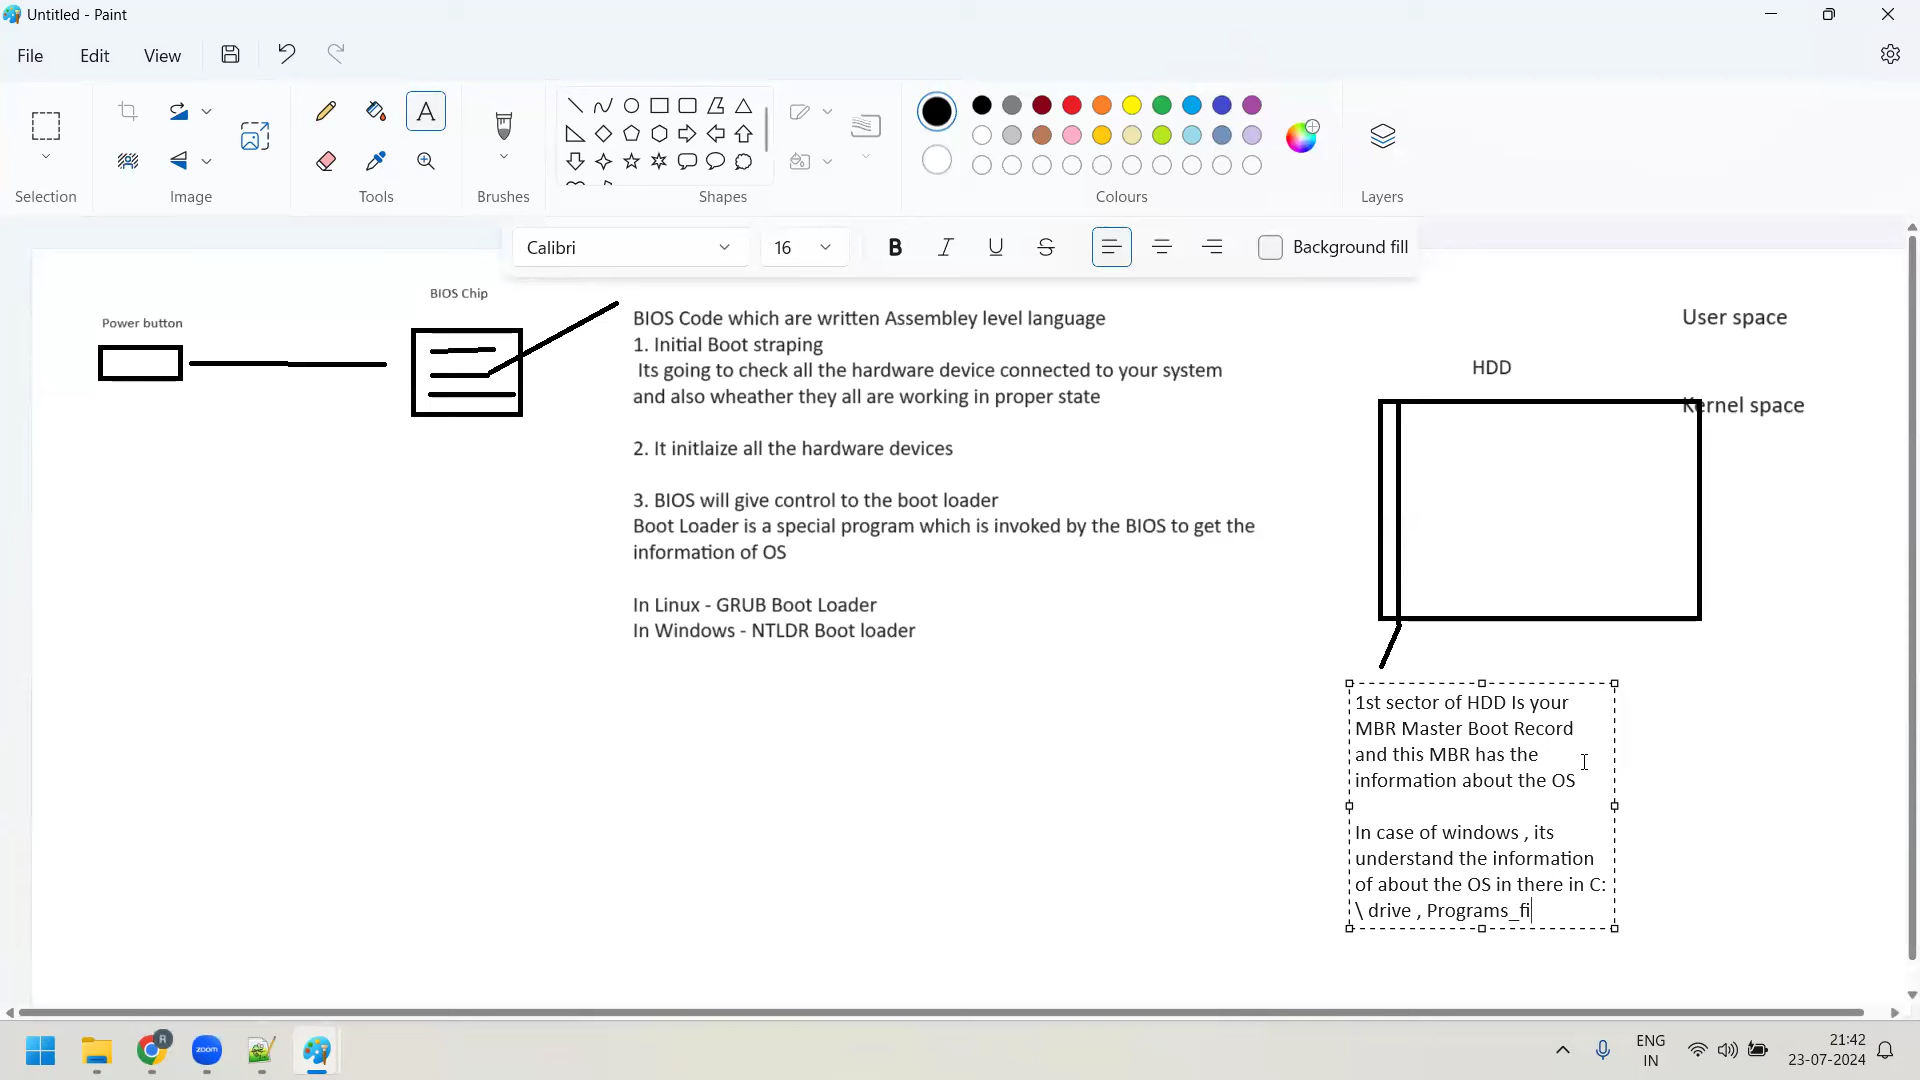 Untitled - Paint
File
Edit
View
Selection
Image
Tools
Brushes
Shapes
Colours
Layers
Calibri
16
B
I
U
S
Background fill
BIOS Chip
Power button
BIOS Code which are written Assembley level language
1. Initial Boot straping
Its going to check all the hardware device connected to your system
and also wheather they all are working in proper state
2. It initlaize all the hardware devices
3. BIOS will give control to the boot loader
Boot Loader is a special program which is invoked by the BIOS to get the
information of OS
In Linux - GRUB Boot Loader
In Windows - NTLDR Boot loader
User space
HDD
Kernel space
1st sector of HDD Is your
MBR Master Boot Record
and this MBR has the
information about the OS
In case of windows , its
understand the information
of about the OS in there in C:
\ drive , Programs_fi
R
zoom
ENG
IN
21:42
23-07-2024